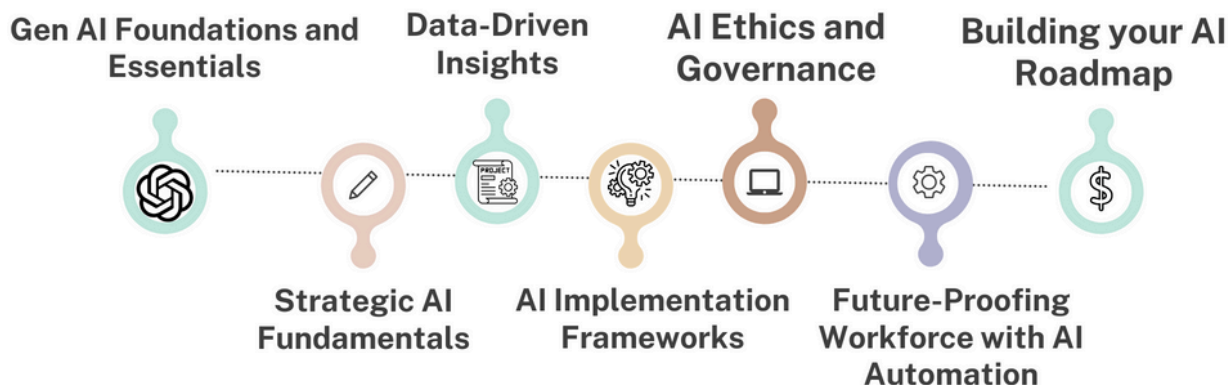 Gen AI Foundations and
Essentials
Strategic AI
Fundamentals
Data-Driven
Insights
PROJECT
AI Implementation
Frameworks
AI Ethics and
Governance
Future-Proofing
Workforce with AI
Automation
Building your AI
Roadmap
$